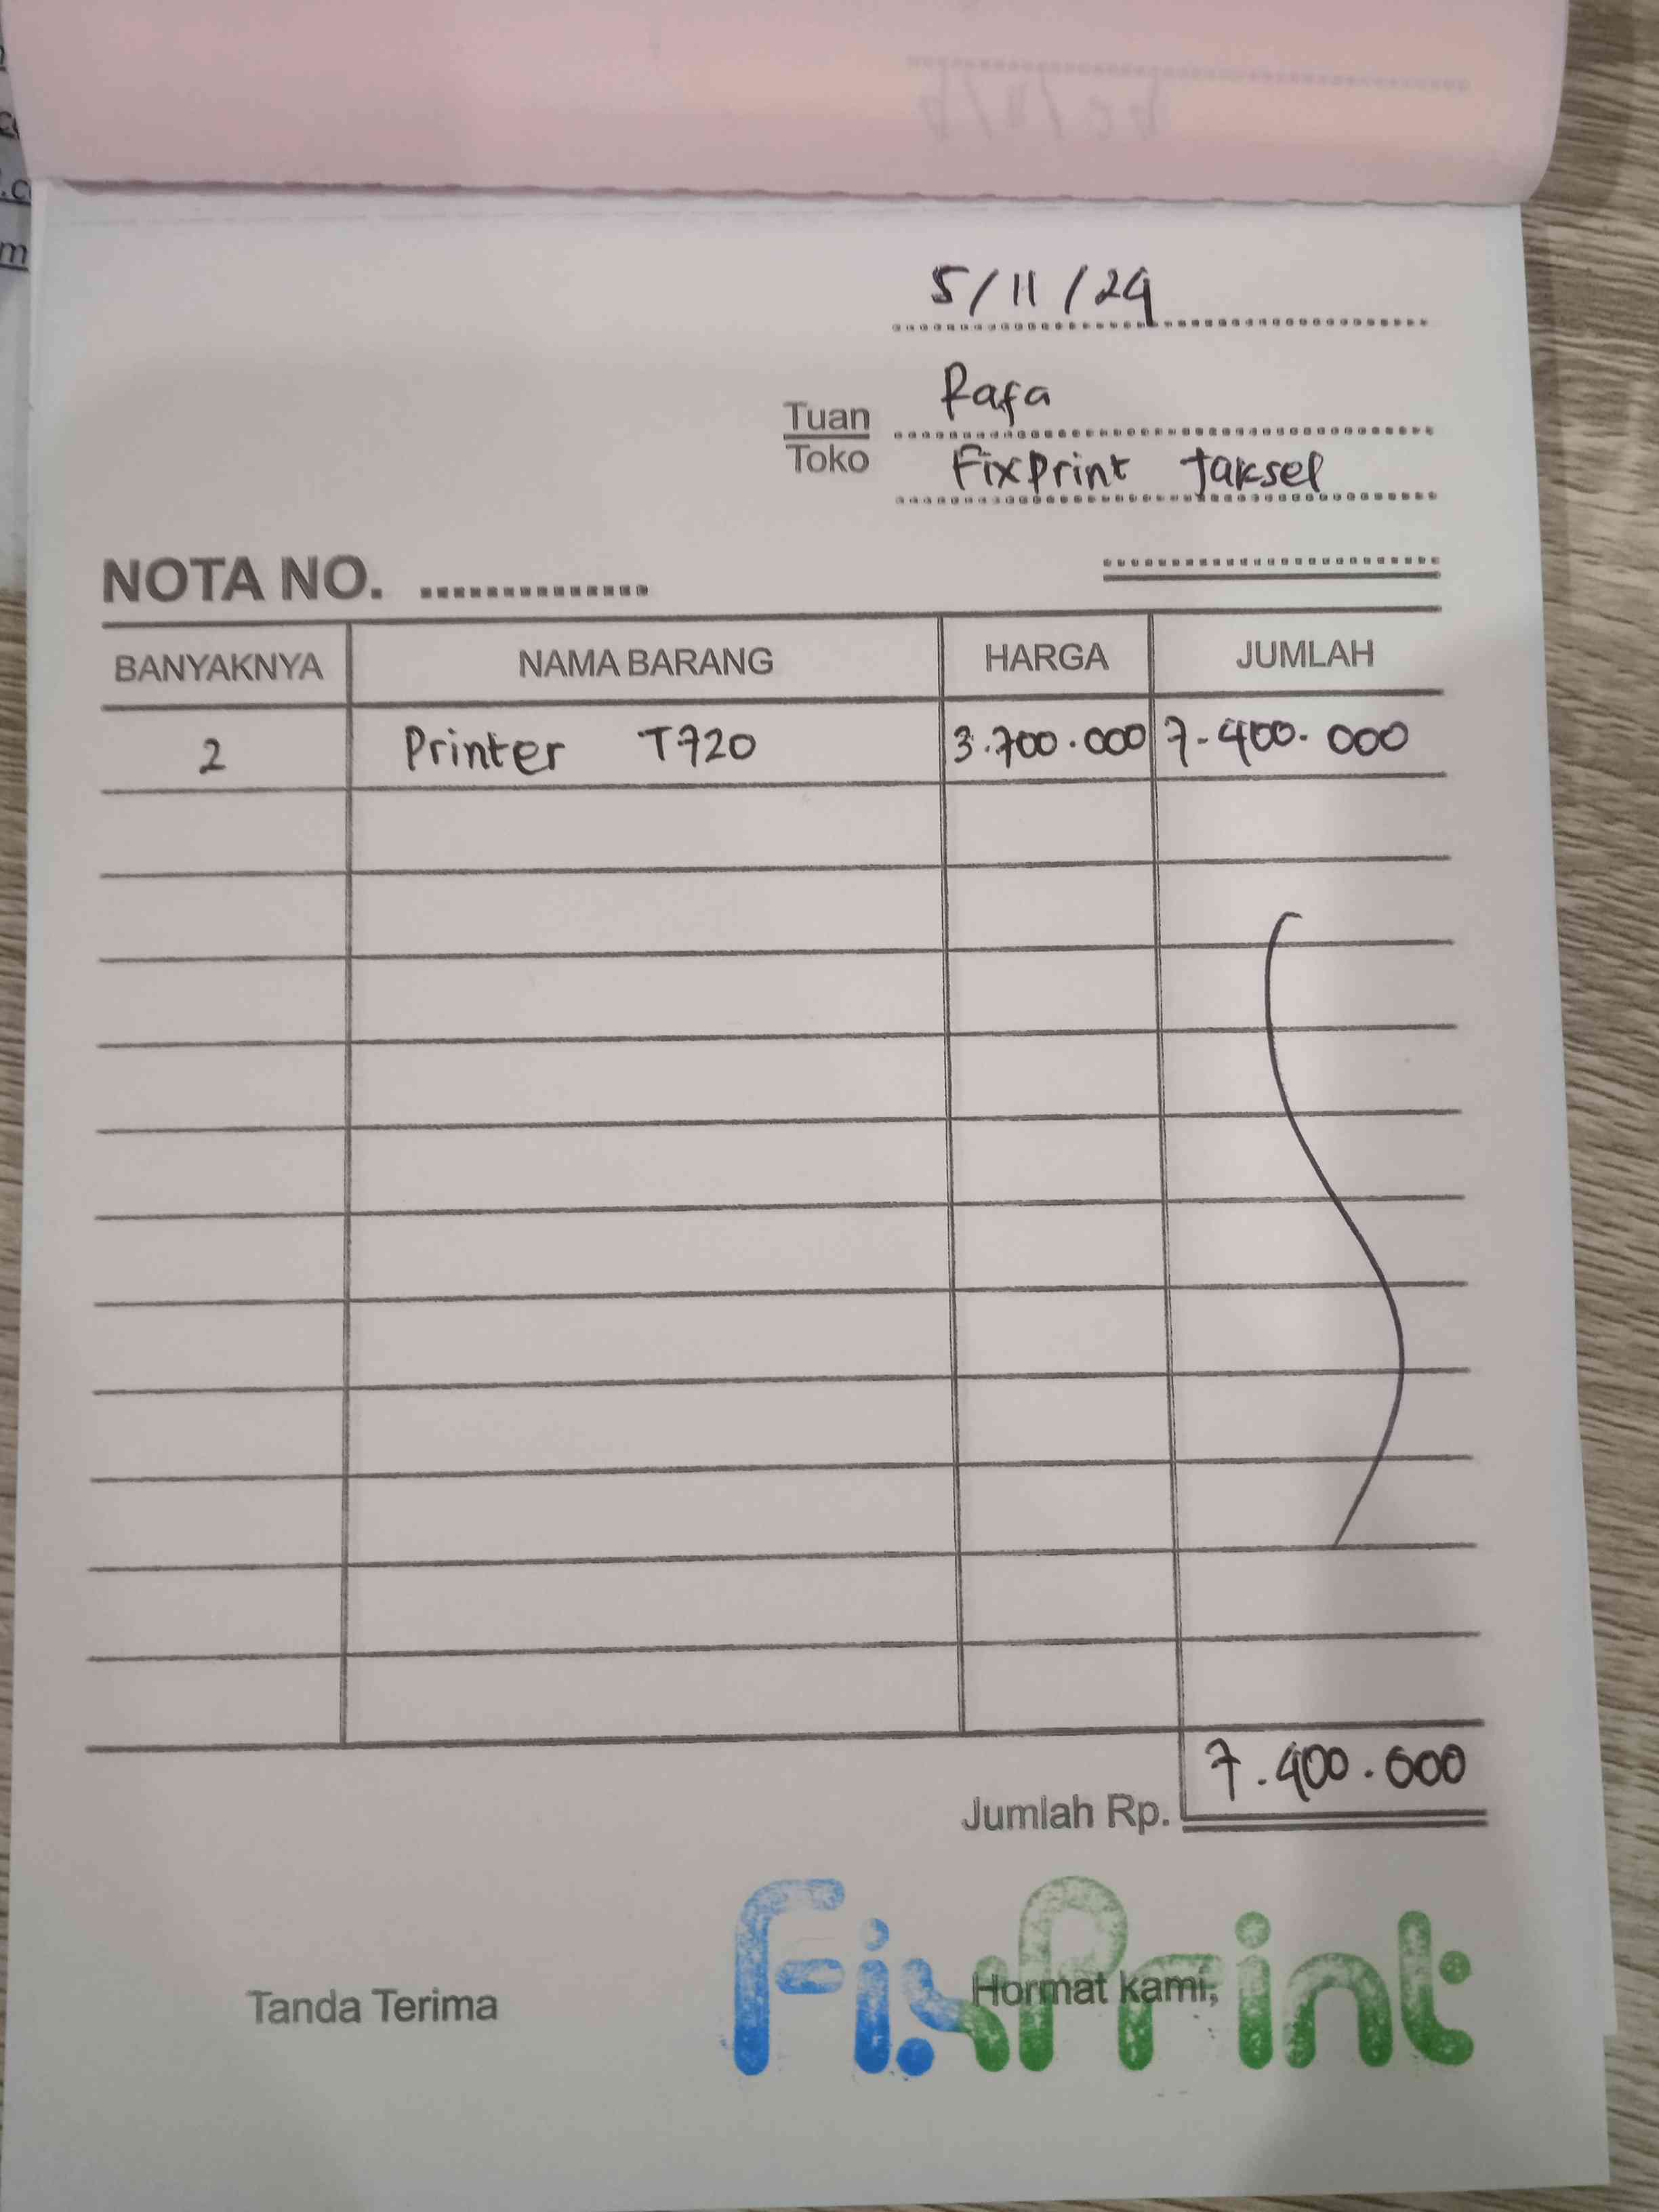 5/11/24
Tuan Rafa
Toko Fixprint Jaksel
NOTA NO. ..............
BANYAKNYA NAMA BARANG HARGA JUMLAH
2 Printer T720 3.700.000 7.400.000
Jumlah Rp. 7.400.000
Tanda Terima Hormat kami,
FixPrint